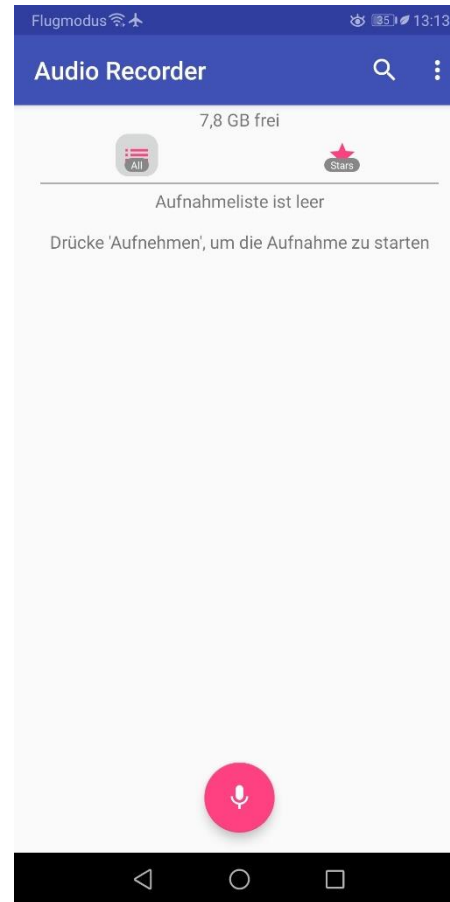 Flugmodus 35 13:13
Audio Recorder
7,8 GB frei
All Stars
Aufnahmeliste ist leer
Drücke 'Aufnehmen', um die Aufnahme zu starten